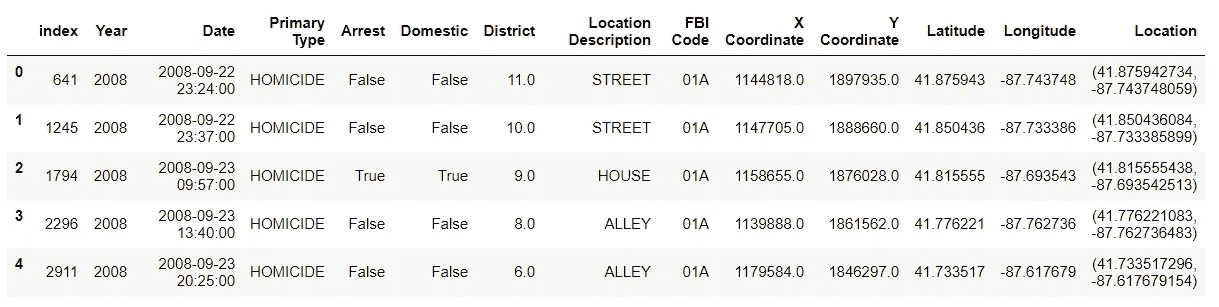 index Year Date Primary Type Arrest Domestic District Location Description FBI Code X Coordinate Y Coordinate Latitude Longitude Location
0 641 2008 2008-09-22 23:24:00 HOMICIDE False False 11.0 STREET 01A 1144818.0 1897935.0 41.875943 -87.743748 (41.875942734, -87.743748059)
1 1245 2008 2008-09-22 23:37:00 HOMICIDE False False 10.0 STREET 01A 1147705.0 1888660.0 41.850436 -87.733386 (41.850436084, -87.733385899)
2 1794 2008 2008-09-23 09:57:00 HOMICIDE True True 9.0 HOUSE 01A 1158655.0 1876028.0 41.815555 -87.693543 (41.815555438, -87.693542513)
3 2296 2008 2008-09-23 13:40:00 HOMICIDE False False 8.0 ALLEY 01A 1139888.0 1861562.0 41.776221 -87.762736 (41.776221083, -87.762736483)
4 2911 2008 2008-09-23 20:25:00 HOMICIDE False False 6.0 ALLEY 01A 1179584.0 1846297.0 41.733517 -87.617679 (41.733517296, -87.617679154)